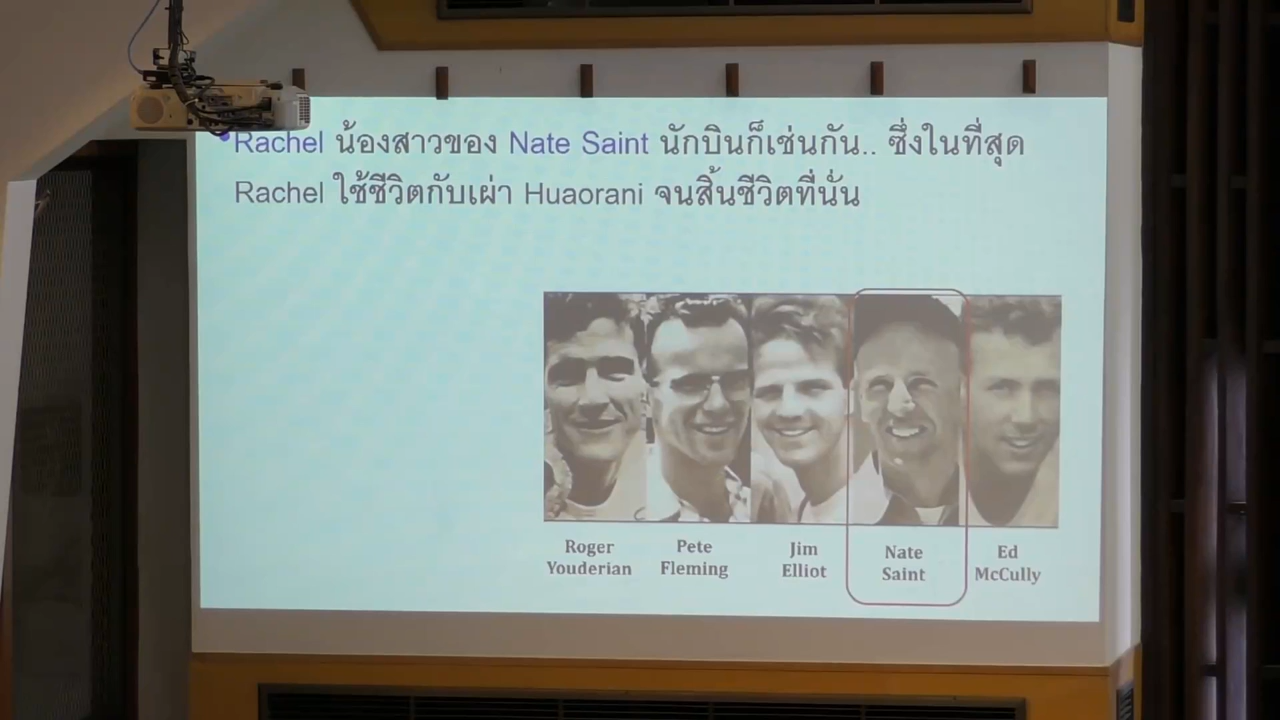 •Rachel น้องสาวของ Nate Saint นักบินก็เช่นกัน.. ซึ่งในที่สุด
Rachel ใช้ชีวิตกับเผ่า Huaorani จนสิ้นชีวิตที่นั่น
Roger
Youderian
Pete
Fleming
Jim
Elliot
Nate
Saint
Ed
McCully